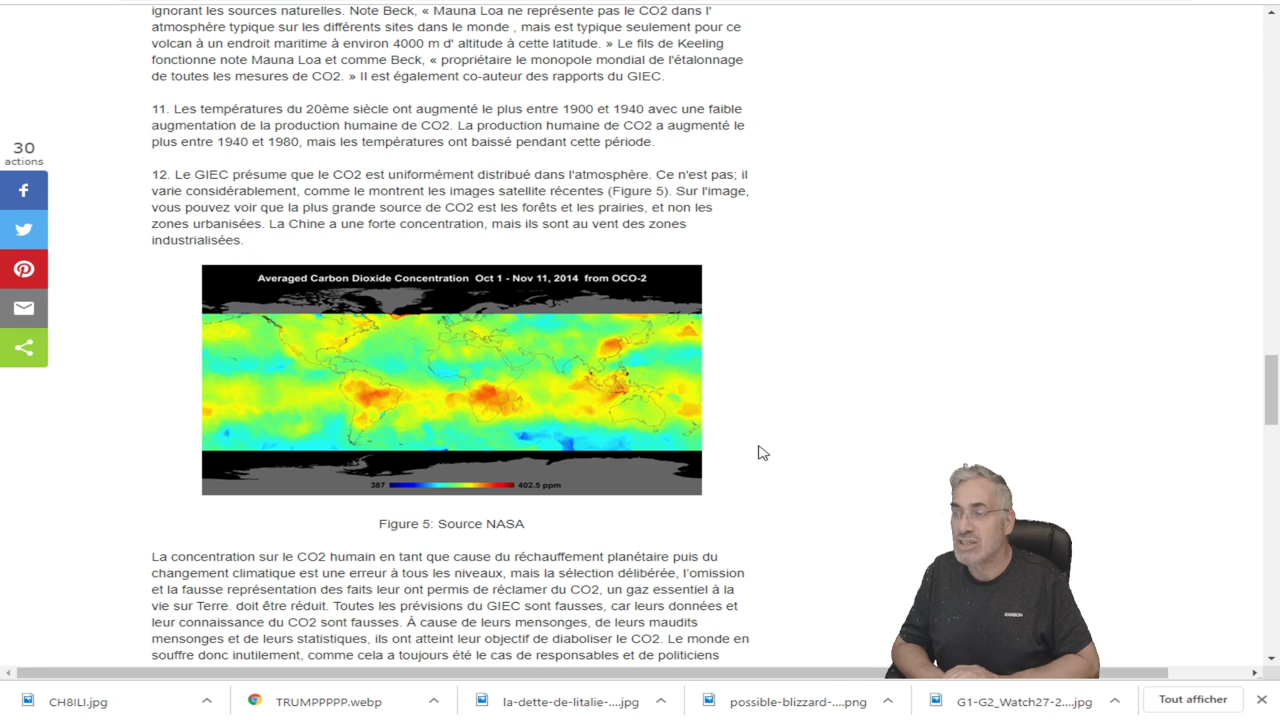 ignorant les sources naturelles. Note Beck, « Mauna Loa ne représente pas le CO2 dans l'
atmosphère typique sur les différents sites dans le monde , mais est typique seulement pour ce
volcan à un endroit maritime à environ 4000 m d' altitude à cette latitude. » Le fils de Keeling
fonctionne note Mauna Loa et comme Beck, « propriétaire le monopole mondial de l'étalonnage
de toutes les mesures de CO2. » Il est également co-auteur des rapports du GIEC.
11. Les températures du 20ème siècle ont augmenté le plus entre 1900 et 1940 avec une faible
augmentation de la production humaine de CO2. La production humaine de CO2 a augmenté le
plus entre 1940 et 1980, mais les températures ont baissé pendant cette période.
12. Le GIEC présume que le CO2 est uniformément distribué dans l'atmosphère. Ce n'est pas; il
varie considérablement, comme le montrent les images satellite récentes (Figure 5). Sur l'image,
vous pouvez voir que la plus grande source de CO2 est les forêts et les prairies, et non les
zones urbanisées. La Chine a une forte concentration, mais ils sont au vent des zones
industrialisées.
30
actions
Averaged Carbon Dioxide Concentration Oct 1 - Nov 11, 2014 from OCO-2
387
402.5 ppm
Figure 5: Source NASA
La concentration sur le CO2 humain en tant que cause du réchauffement planétaire puis du
changement climatique est une erreur à tous les niveaux, mais la sélection délibérée, l'omission
et la fausse représentation des faits leur ont permis de réclamer du CO2, un gaz essentiel à la
vie sur Terre. doit être réduit. Toutes les prévisions du GIEC sont fausses, car leurs données et
leur connaissance du CO2 sont fausses. Á cause de leurs mensonges, de leurs maudits
mensonges et de leurs statistiques, ils ont atteint leur objectif de diaboliser le CO2. Le monde en
souffre donc inutilement, comme cela a toujours été le cas de responsables et de politiciens
CARBON
CH8ILI.jpg
TRUMPPPPP.webp
la-dette-de-litalie-....jpg
possible-blizzard-....png
G1-G2_Watch27-2....jpg
Tout afficher